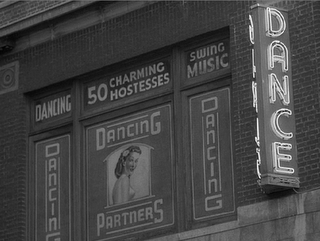 DANCING
50 CHARMING
HOSTESSES
SWING
MUSIC
DANCING
DANCING
PARTNERS
DANCING
DANCE